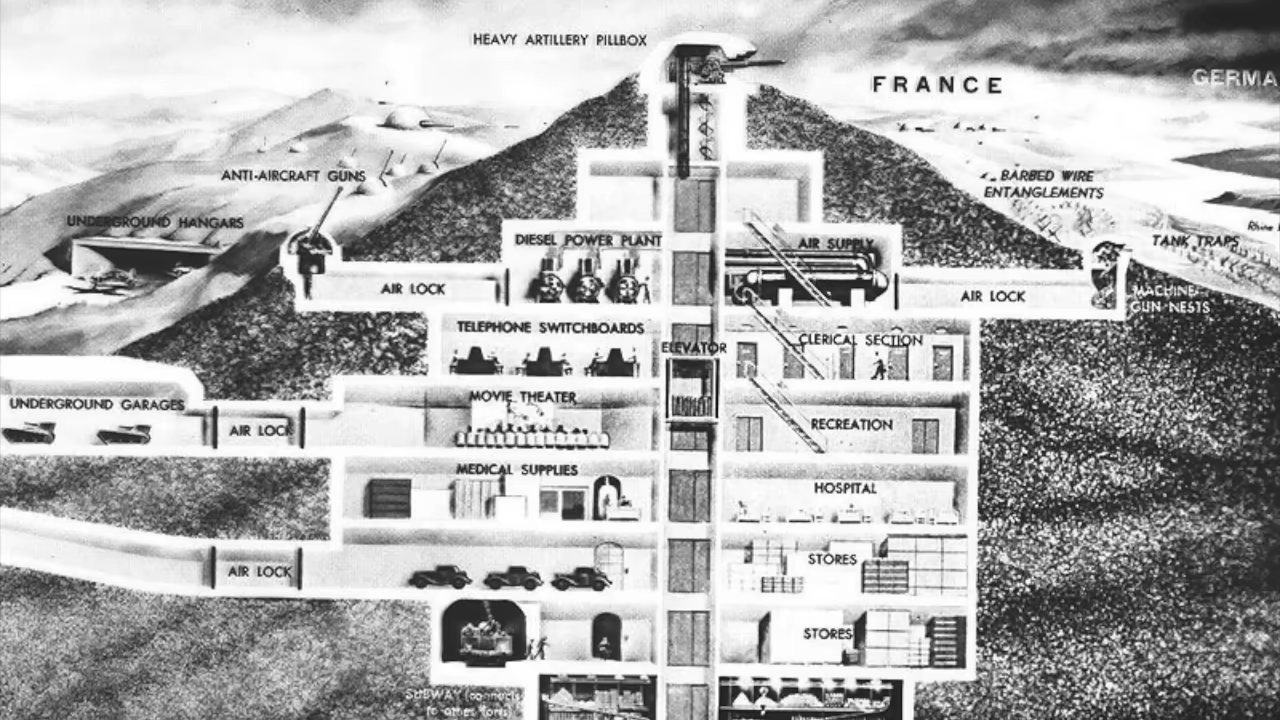 HEAVY ARTILLERY PILLBOX
FRANCE
GERMA
ANTI-AIRCRAFT GUNS
BARBED WIRE
ENTANGLEMENTS
UNDERGROUND HANGARS
Rhine
DIESEL POWER PLANT
AIR SUPPLY
TANK TRAPS
AIR LOCK
AIR LOCK
MACHINE-
GUN-NESTS
TELEPHONE SWITCHBOARDS
ELEVATOR
CLERICAL SECTION
MOVIE THEATER
UNDERGROUND GARAGES
AIR LOCK
RECREATION
MEDICAL SUPPLIES
HOSPITAL
STORES
AIR LOCK
STORES
SUBWAY (connects
to other forts)